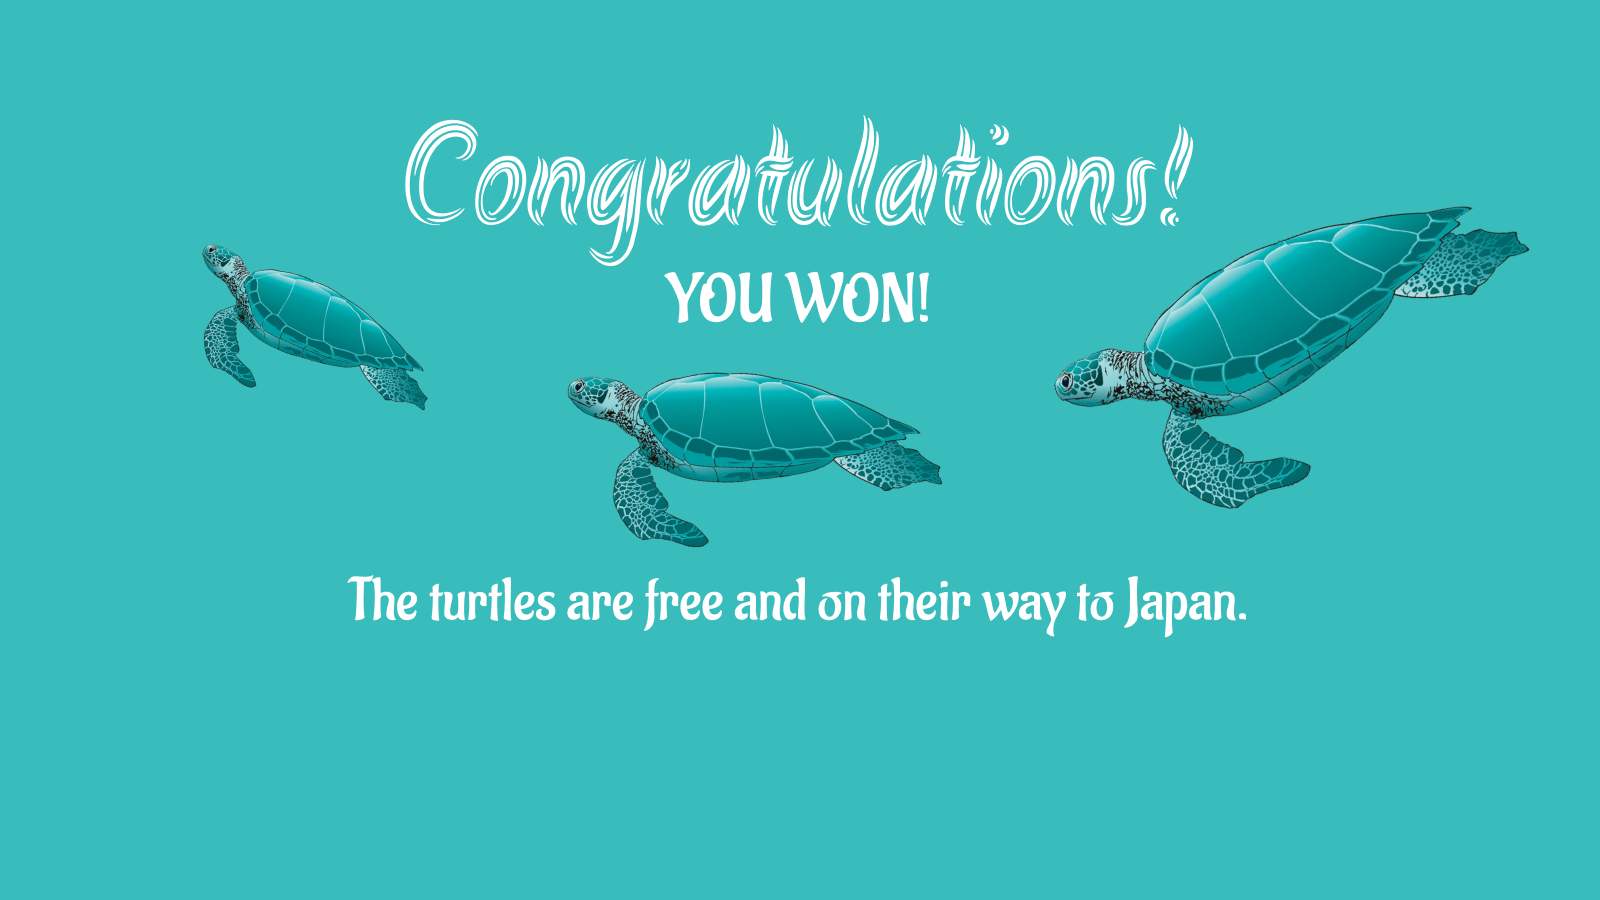 Congratulations!
YOU WON!
The turtles are free and on their way to Japan.